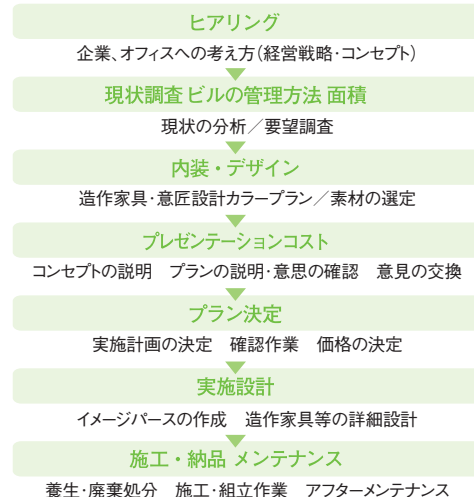 ヒアリング
企業、オフィスへの考え方(経営戦略・コンセプト)
現状調査 ビルの管理方法 面積
現状の分析／要望調査
内装・デザイン
造作家具・意匠設計カラープラン／素材の選定
プレゼンテーションコスト
コンセプトの説明　プランの説明・意思の確認　意見の交換
プラン決定
実施計画の決定　確認作業　価格の決定
実施設計
イメージパースの作成　造作家具等の詳細設計
施工・納品 メンテナンス
養生・廃棄処分　施工・組立作業　アフターメンテナンス